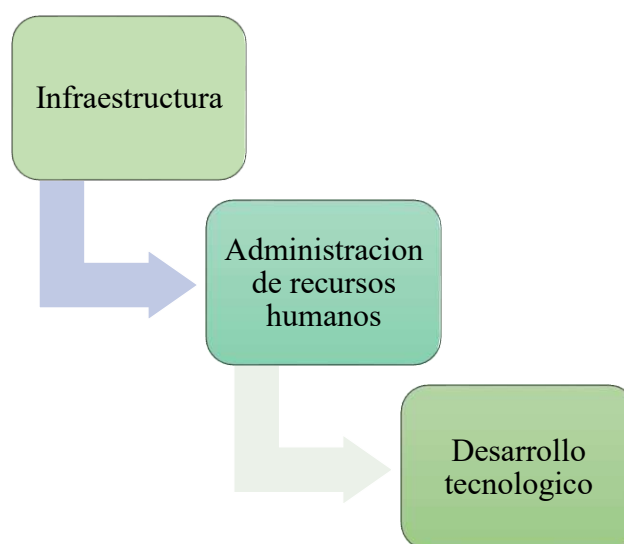 Infraestructura
Administracion
de recursos
humanos
Desarrollo
tecnologico